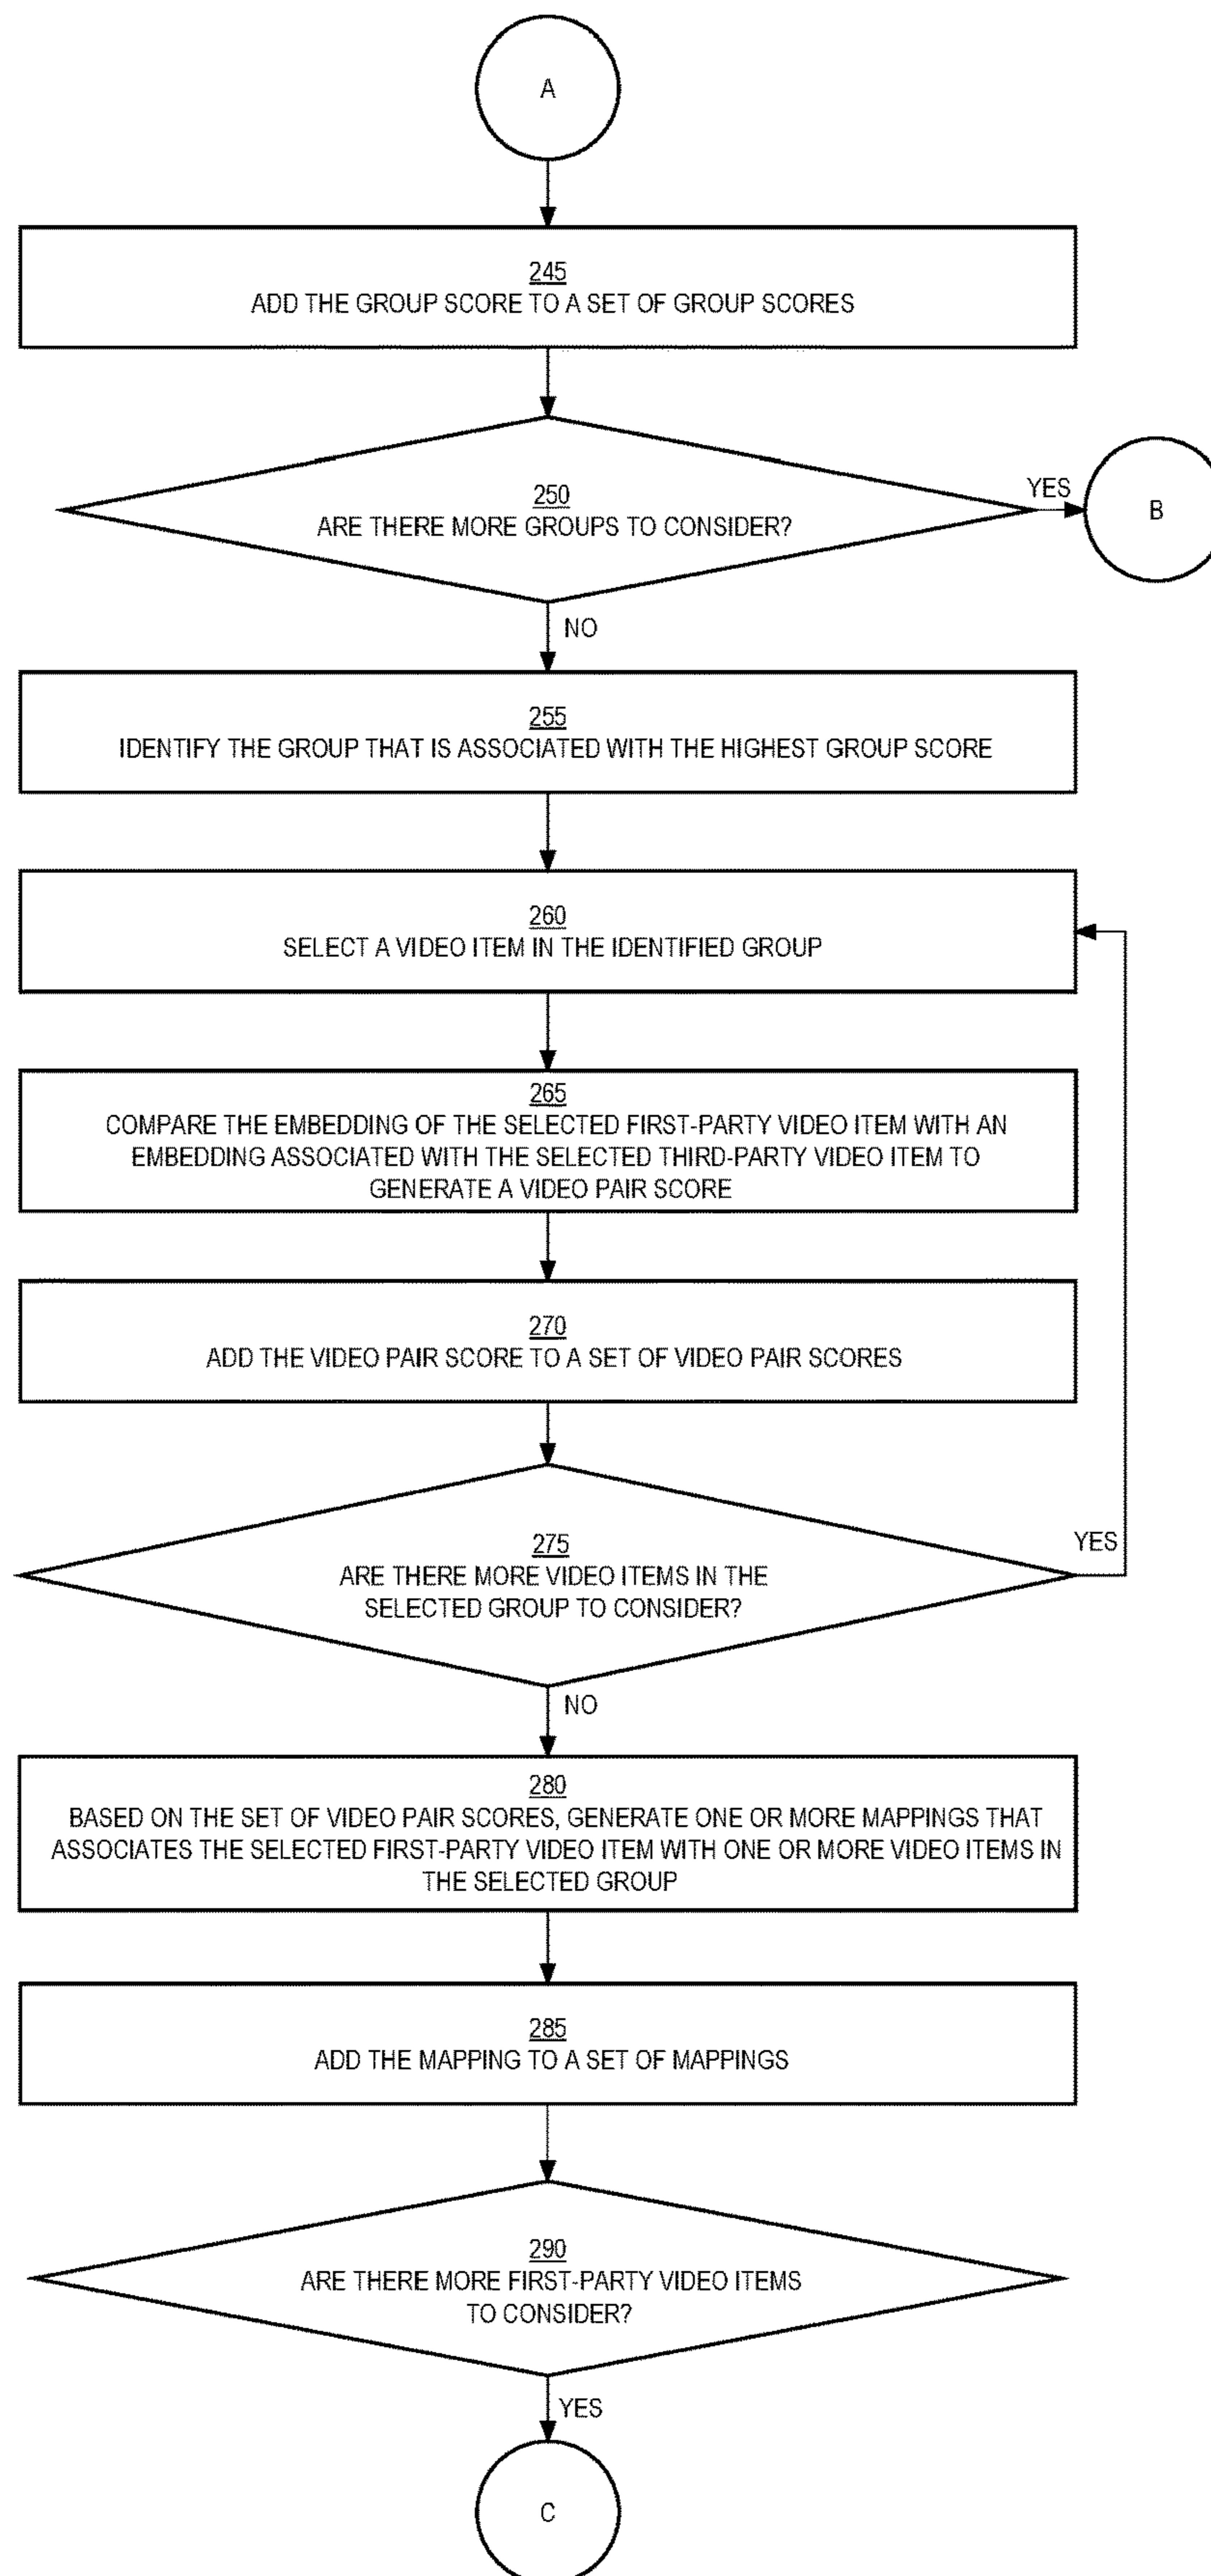 A
245
ADD THE GROUP SCORE TO A SET OF GROUP SCORES
250
ARE THERE MORE GROUPS TO CONSIDER?
YES
B
NO
255
IDENTIFY THE GROUP THAT IS ASSOCIATED WITH THE HIGHEST GROUP SCORE
260
SELECT A VIDEO ITEM IN THE IDENTIFIED GROUP
265
COMPARE THE EMBEDDING OF THE SELECTED FIRST-PARTY VIDEO ITEM WITH AN
EMBEDDING ASSOCIATED WITH THE SELECTED THIRD-PARTY VIDEO ITEM TO
GENERATE A VIDEO PAIR SCORE
270
ADD THE VIDEO PAIR SCORE TO A SET OF VIDEO PAIR SCORES
275
ARE THERE MORE VIDEO ITEMS IN THE
SELECTED GROUP TO CONSIDER?
YES
NO
280
BASED ON THE SET OF VIDEO PAIR SCORES, GENERATE ONE OR MORE MAPPINGS THAT
ASSOCIATES THE SELECTED FIRST-PARTY VIDEO ITEM WITH ONE OR MORE VIDEO ITEMS IN
THE SELECTED GROUP
285
ADD THE MAPPING TO A SET OF MAPPINGS
290
ARE THERE MORE FIRST-PARTY VIDEO ITEMS
TO CONSIDER?
YES
C